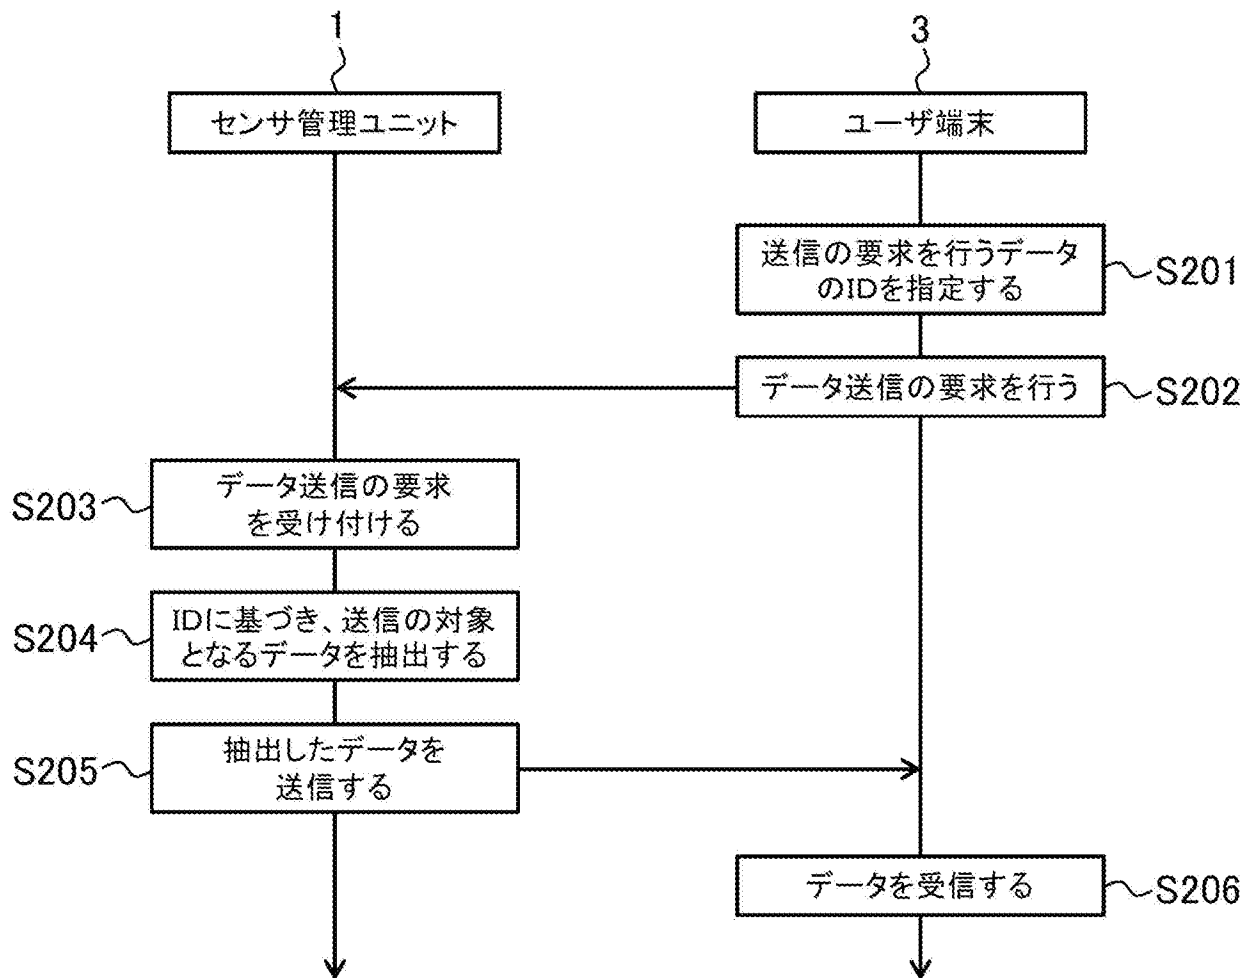 1
3
センサ管理ユニット
ユーザ端末
送信の要求を行うデータ
のIDを指定する
S201
データ送信の要求を行う
S202
データ送信の要求
を受け付ける
S203
IDに基づき、送信の対象
となるデータを抽出する
S204
抽出したデータを
送信する
S205
データを受信する
S206